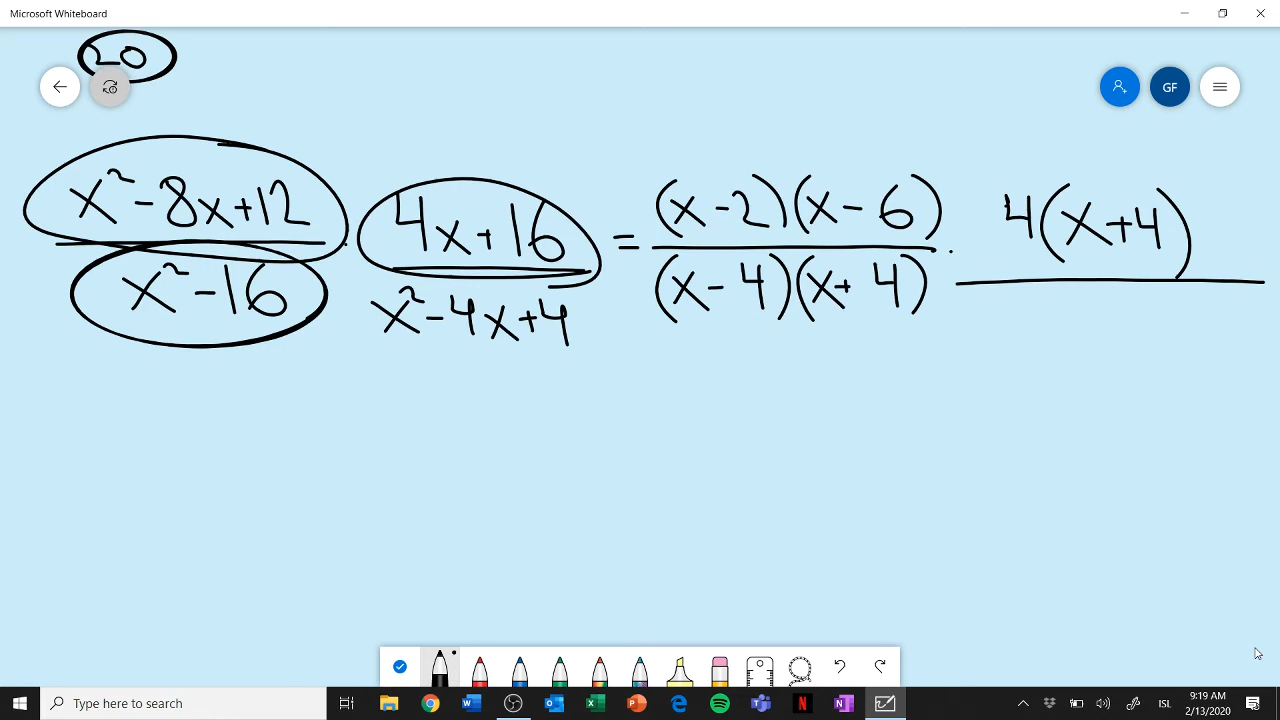 Microsoft Whiteboard
20
GF
x² - 8x + 12 / x² - 16 · 4x + 16 / x² - 4x + 4 = (x - 2)(x - 6) / (x - 4)(x + 4) · 4(x + 4) /
Type here to search
ISL
9:19 AM
2/13/2020